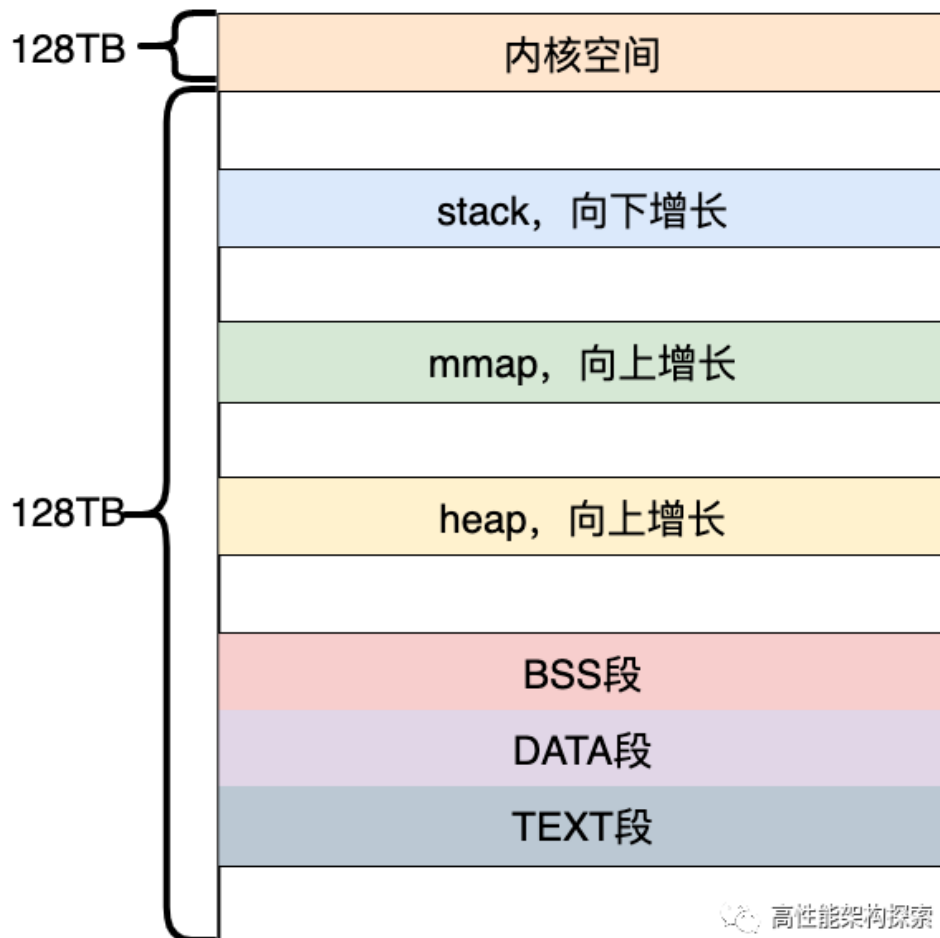 128TB
内核空间
stack，向下增长
mmap，向上增长
heap，向上增长
128TB
BSS段
DATA段
TEXT段
高性能架构探索